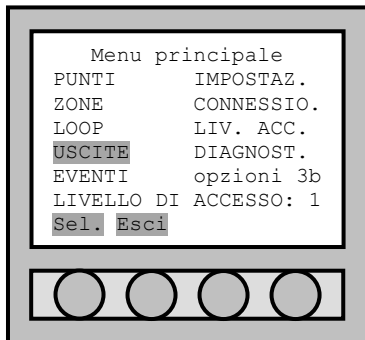 Menu principale
PUNTI IMPOSTAZ.
ZONE CONNESSIO.
LOOP LIV. ACC.
USCITE DIAGNOST.
EVENTI opzioni 3b
LIVELLO DI ACCESSO: 1
Sel. Esci